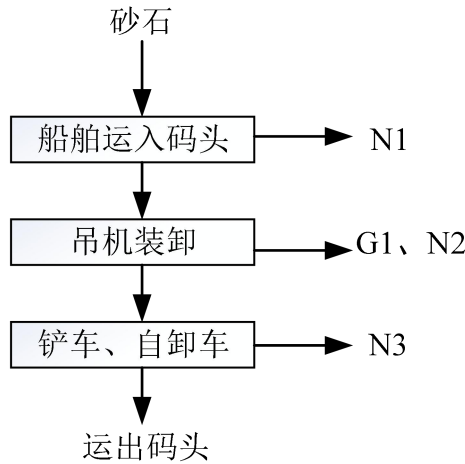 砂石
船舶运入码头
N1
吊机装卸
G1、N2
铲车、自卸车
N3
运出码头